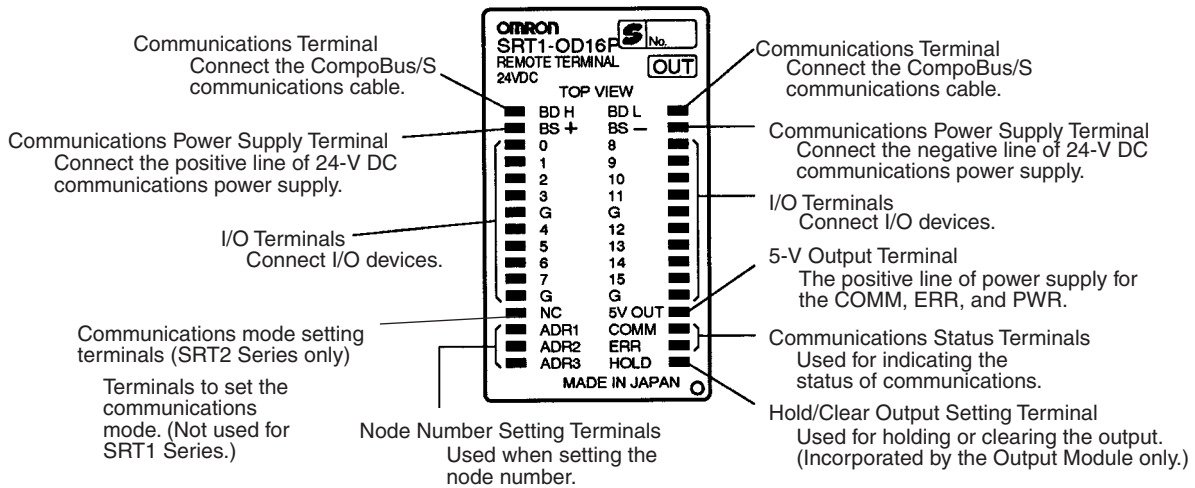 Communications Terminal
Connect the CompoBus/S
communications cable.
Communications Power Supply Terminal
Connect the positive line of 24-V DC
communications power supply.
I/O Terminals
Connect I/O devices.
Communications mode setting
terminals (SRT2 Series only)
Terminals to set the
communications
mode. (Not used for
SRT1 Series.)
Node Number Setting Terminals
Used when setting the
node number.
OMRON
SRT1-OD16P
S No.
REMOTE TERMINAL
24VDC
OUT
TOP VIEW
BD H BD L
BS + BS −
0 8
1 9
2 10
3 11
G G
4 12
5 13
6 14
7 15
G G
NC 5V OUT
ADR1 COMM
ADR2 ERR
ADR3 HOLD
MADE IN JAPAN
Communications Terminal
Connect the CompoBus/S
communications cable.
Communications Power Supply Terminal
Connect the negative line of 24-V DC
communications power supply.
I/O Terminals
Connect I/O devices.
5-V Output Terminal
The positive line of power supply for
the COMM, ERR, and PWR.
Communications Status Terminals
Used for indicating the
status of communications.
Hold/Clear Output Setting Terminal
Used for holding or clearing the output.
(Incorporated by the Output Module only.)